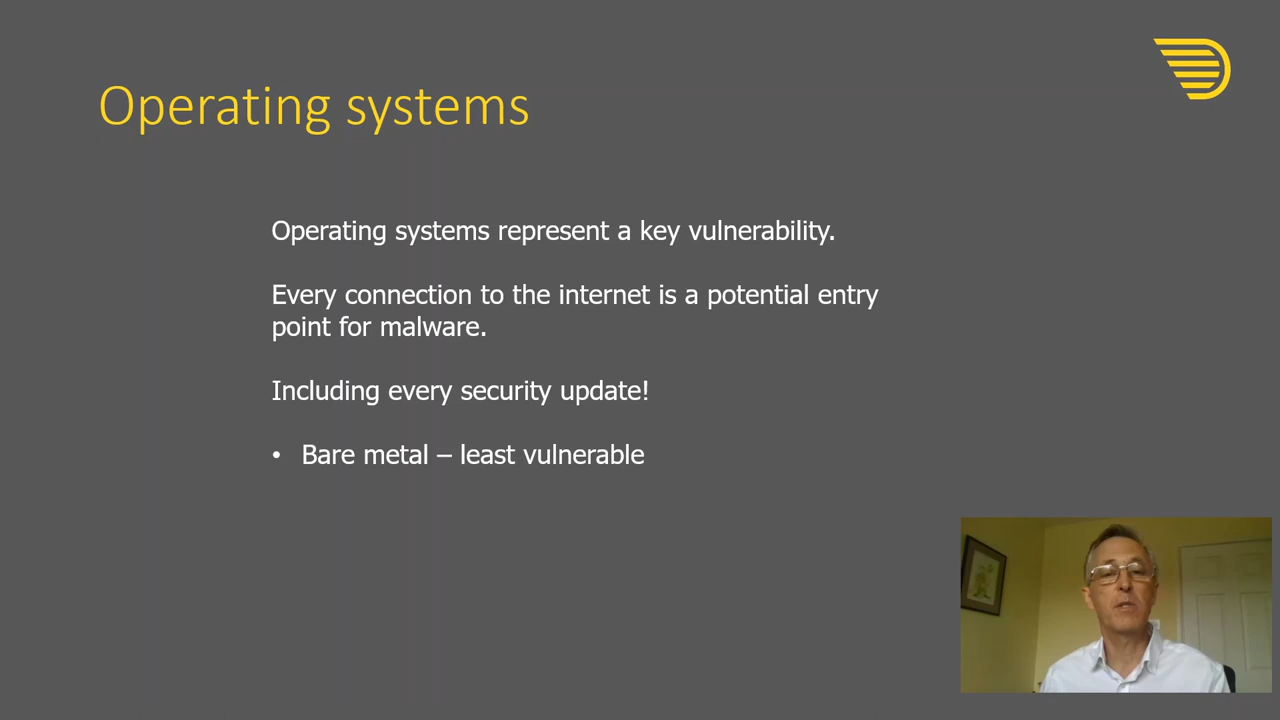 Operating systems
Operating systems represent a key vulnerability.
Every connection to the internet is a potential entry
point for malware.
Including every security update!
• Bare metal – least vulnerable